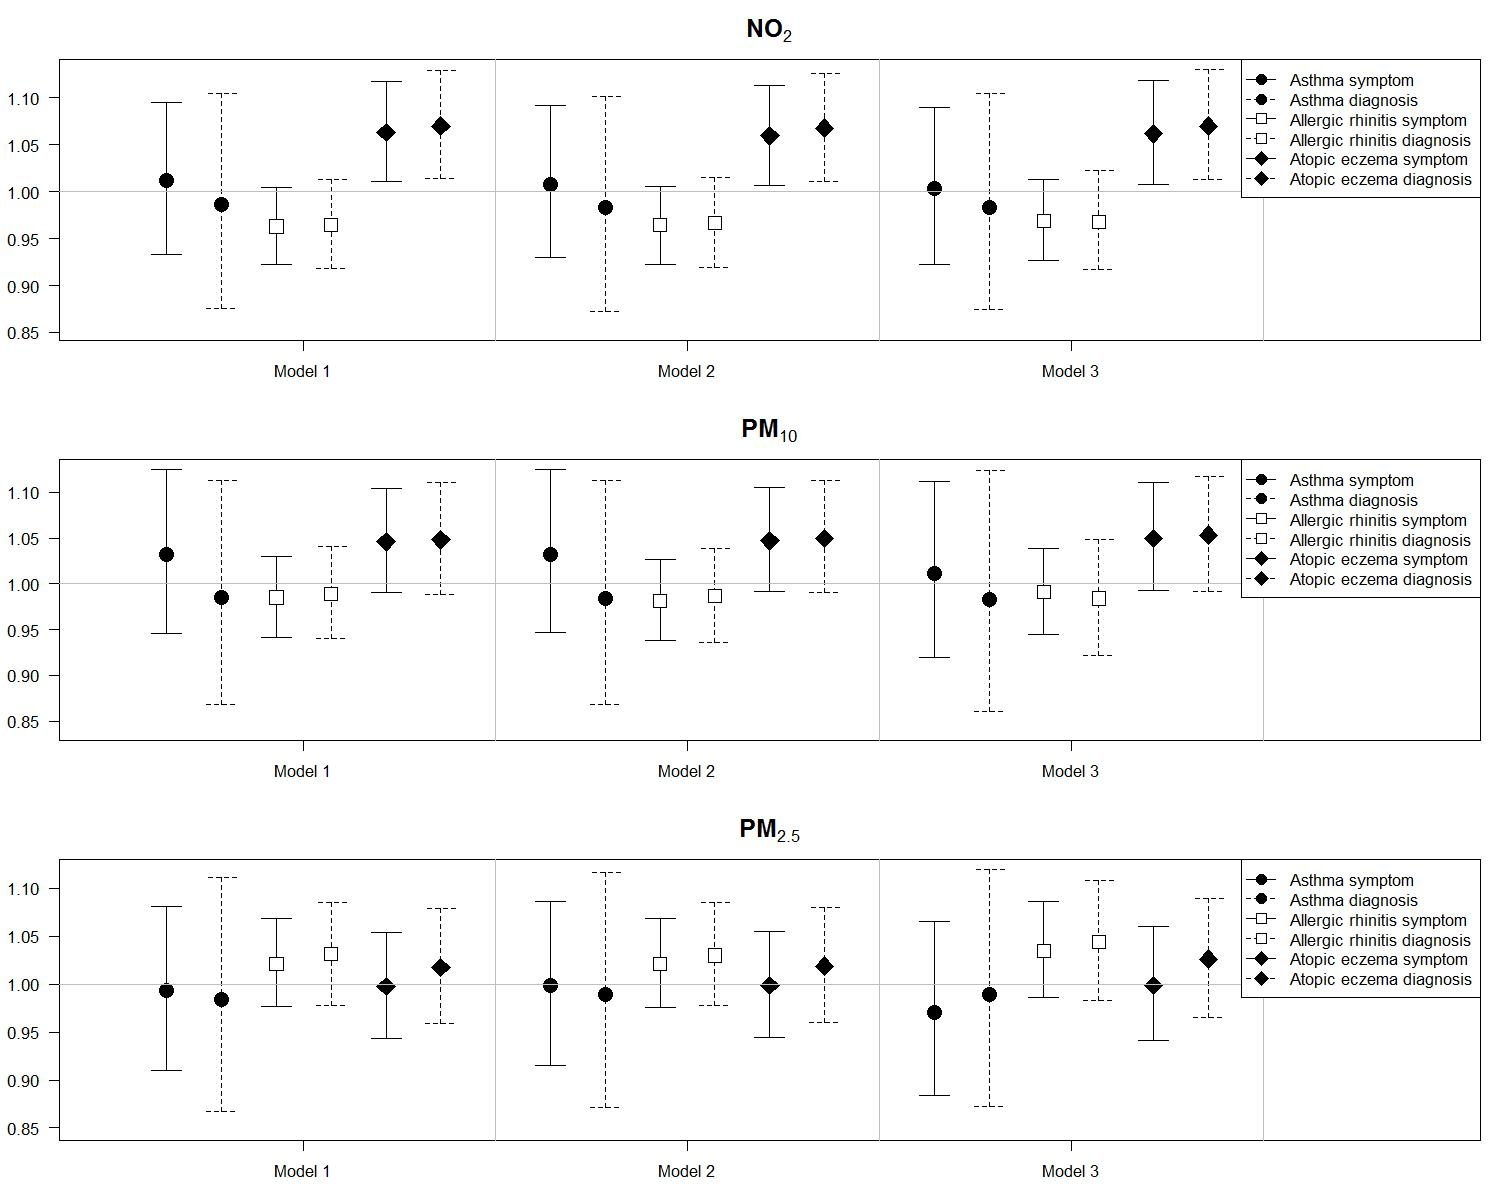 NO2
1.10
1.05
1.00
0.95
0.90
0.85
Asthma symptom
Asthma diagnosis
Allergic rhinitis symptom
Allergic rhinitis diagnosis
Atopic eczema symptom
Atopic eczema diagnosis
Model 1 Model 2 Model 3
PM10
1.10
1.05
1.00
0.95
0.90
0.85
Asthma symptom
Asthma diagnosis
Allergic rhinitis symptom
Allergic rhinitis diagnosis
Atopic eczema symptom
Atopic eczema diagnosis
Model 1 Model 2 Model 3
PM2.5
1.10
1.05
1.00
0.95
0.90
0.85
Asthma symptom
Asthma diagnosis
Allergic rhinitis symptom
Allergic rhinitis diagnosis
Atopic eczema symptom
Atopic eczema diagnosis
Model 1 Model 2 Model 3